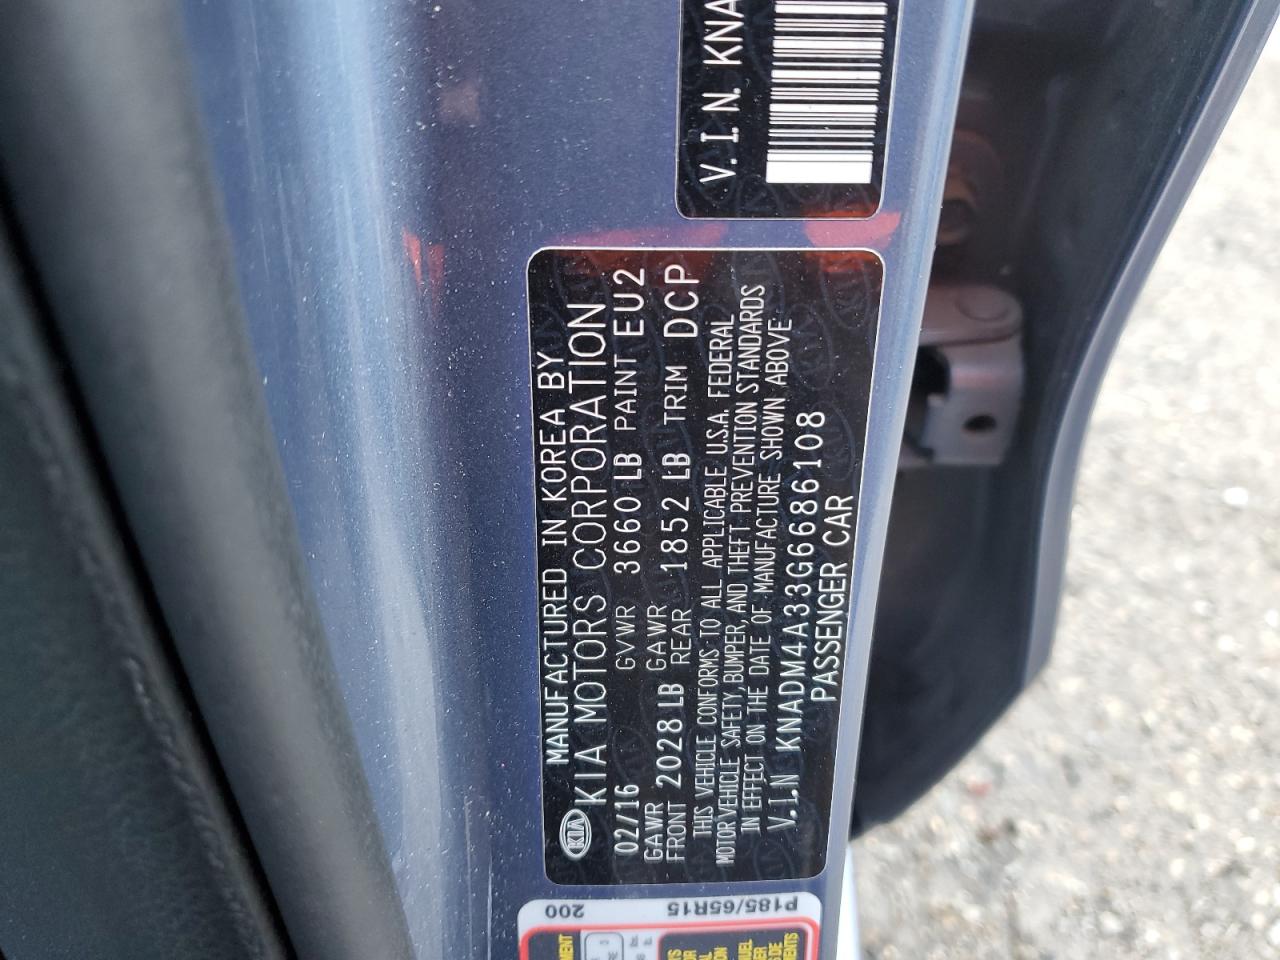 V.I.N. KNA
MANUFACTURED IN KOREA BY
KIA KIA MOTORS CORPORATION
02/16 GVWR 3660 LB PAINT EU2
GAWR FRONT 2028 LB GAWR REAR 1852 LB TRIM DCP
THIS VEHICLE CONFORMS TO ALL APPLICABLE U.S.A. FEDERAL
MOTOR VEHICLE SAFETY, BUMPER, AND THEFT PREVENTION STANDARDS
IN EFFECT ON THE DATE OF MANUFACTURE SHOWN ABOVE
V.I.N KNADM4A33G6686108
PASSENGER CAR
P185/65R15
200